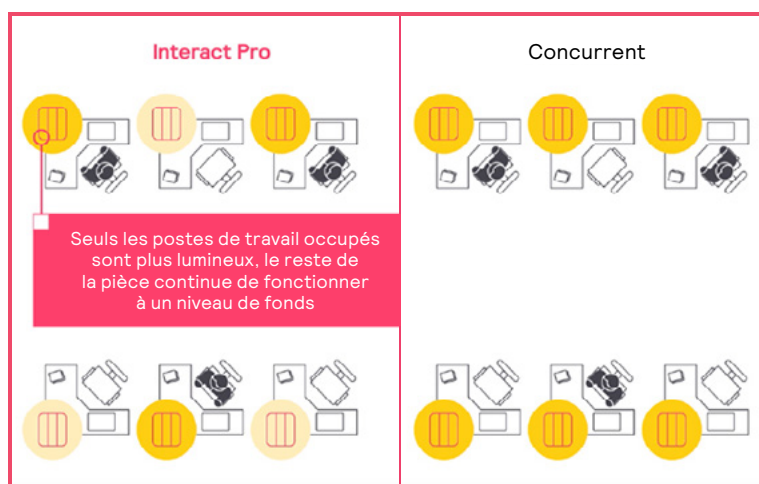 Interact Pro
Concurrent
Seuls les postes de travail occupés
sont plus lumineux, le reste de
la pièce continue de fonctionner
à un niveau de fonds